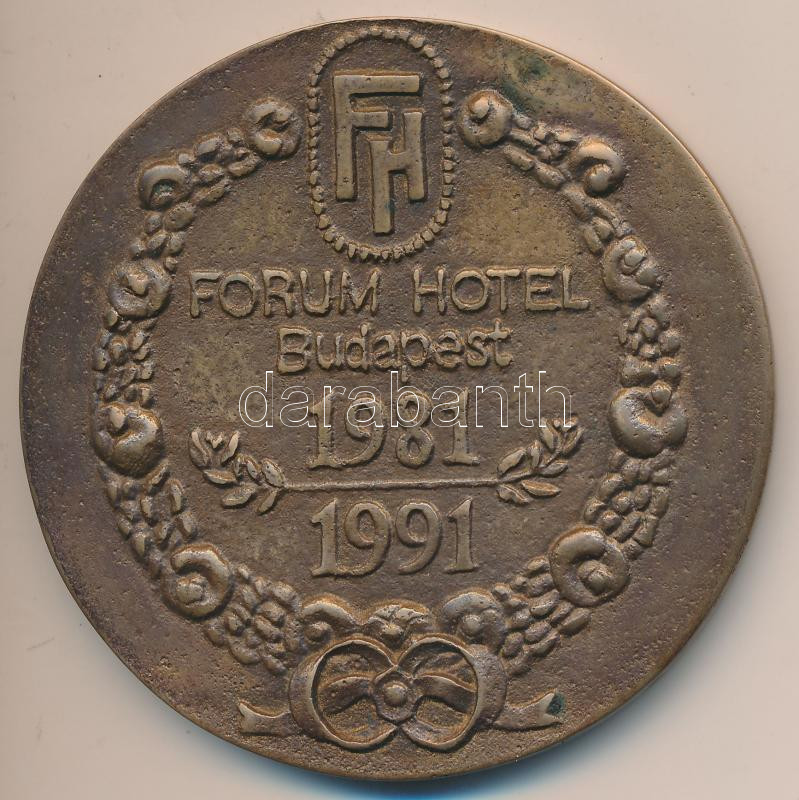 FH
FORUM HOTEL
Budapest
darabanth
1981
1991